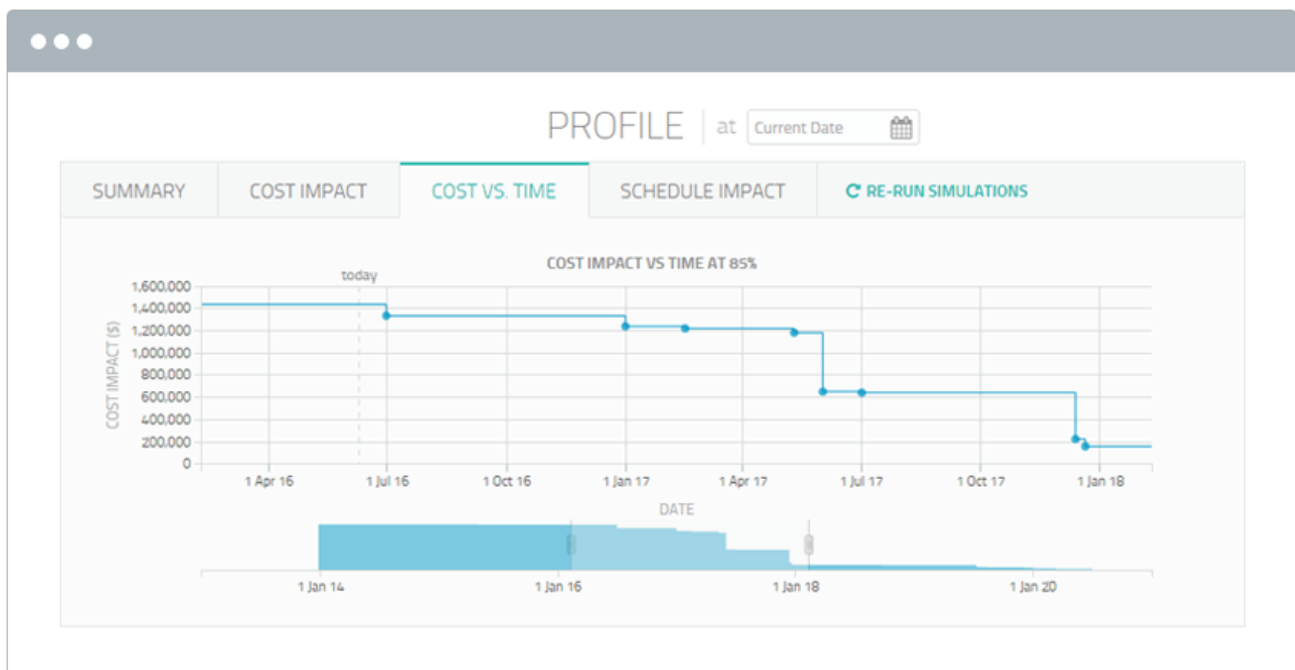 PROFILE at Current Date
SUMMARY COST IMPACT COST VS. TIME SCHEDULE IMPACT RE-RUN SIMULATIONS
COST IMPACT VS TIME AT 85%
today
COST IMPACT ($)
1,600,000
1,400,000
1,200,000
1,000,000
800,000
600,000
400,000
200,000
0
1 Apr 16 1 Jul 16 1 Oct 16 1 Jan 17 1 Apr 17 1 Jul 17 1 Oct 17 1 Jan 18
DATE
1 Jan 14 1 Jan 16 1 Jan 18 1 Jan 20